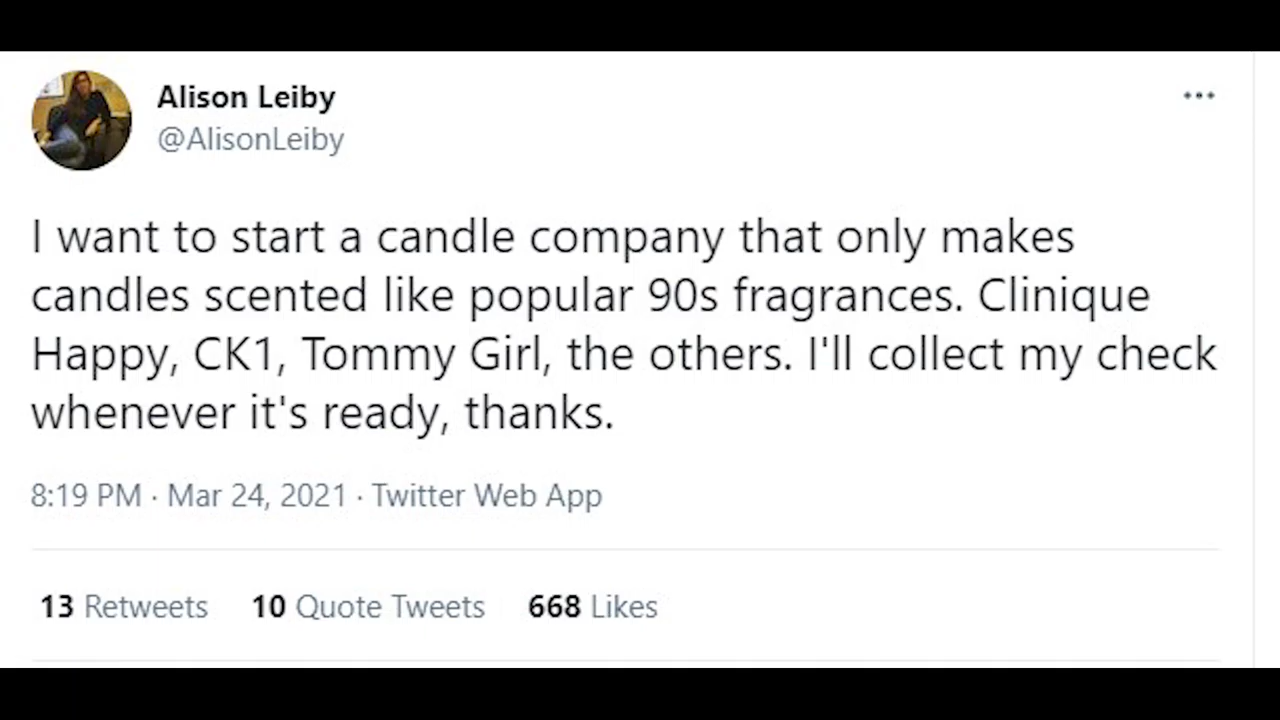 Alison Leiby
@AlisonLeiby
I want to start a candle company that only makes
candles scented like popular 90s fragrances. Clinique
Happy, CK1, Tommy Girl, the others. I'll collect my check
whenever it's ready, thanks.
8:19 PM · Mar 24, 2021 · Twitter Web App
13 Retweets 10 Quote Tweets 668 Likes